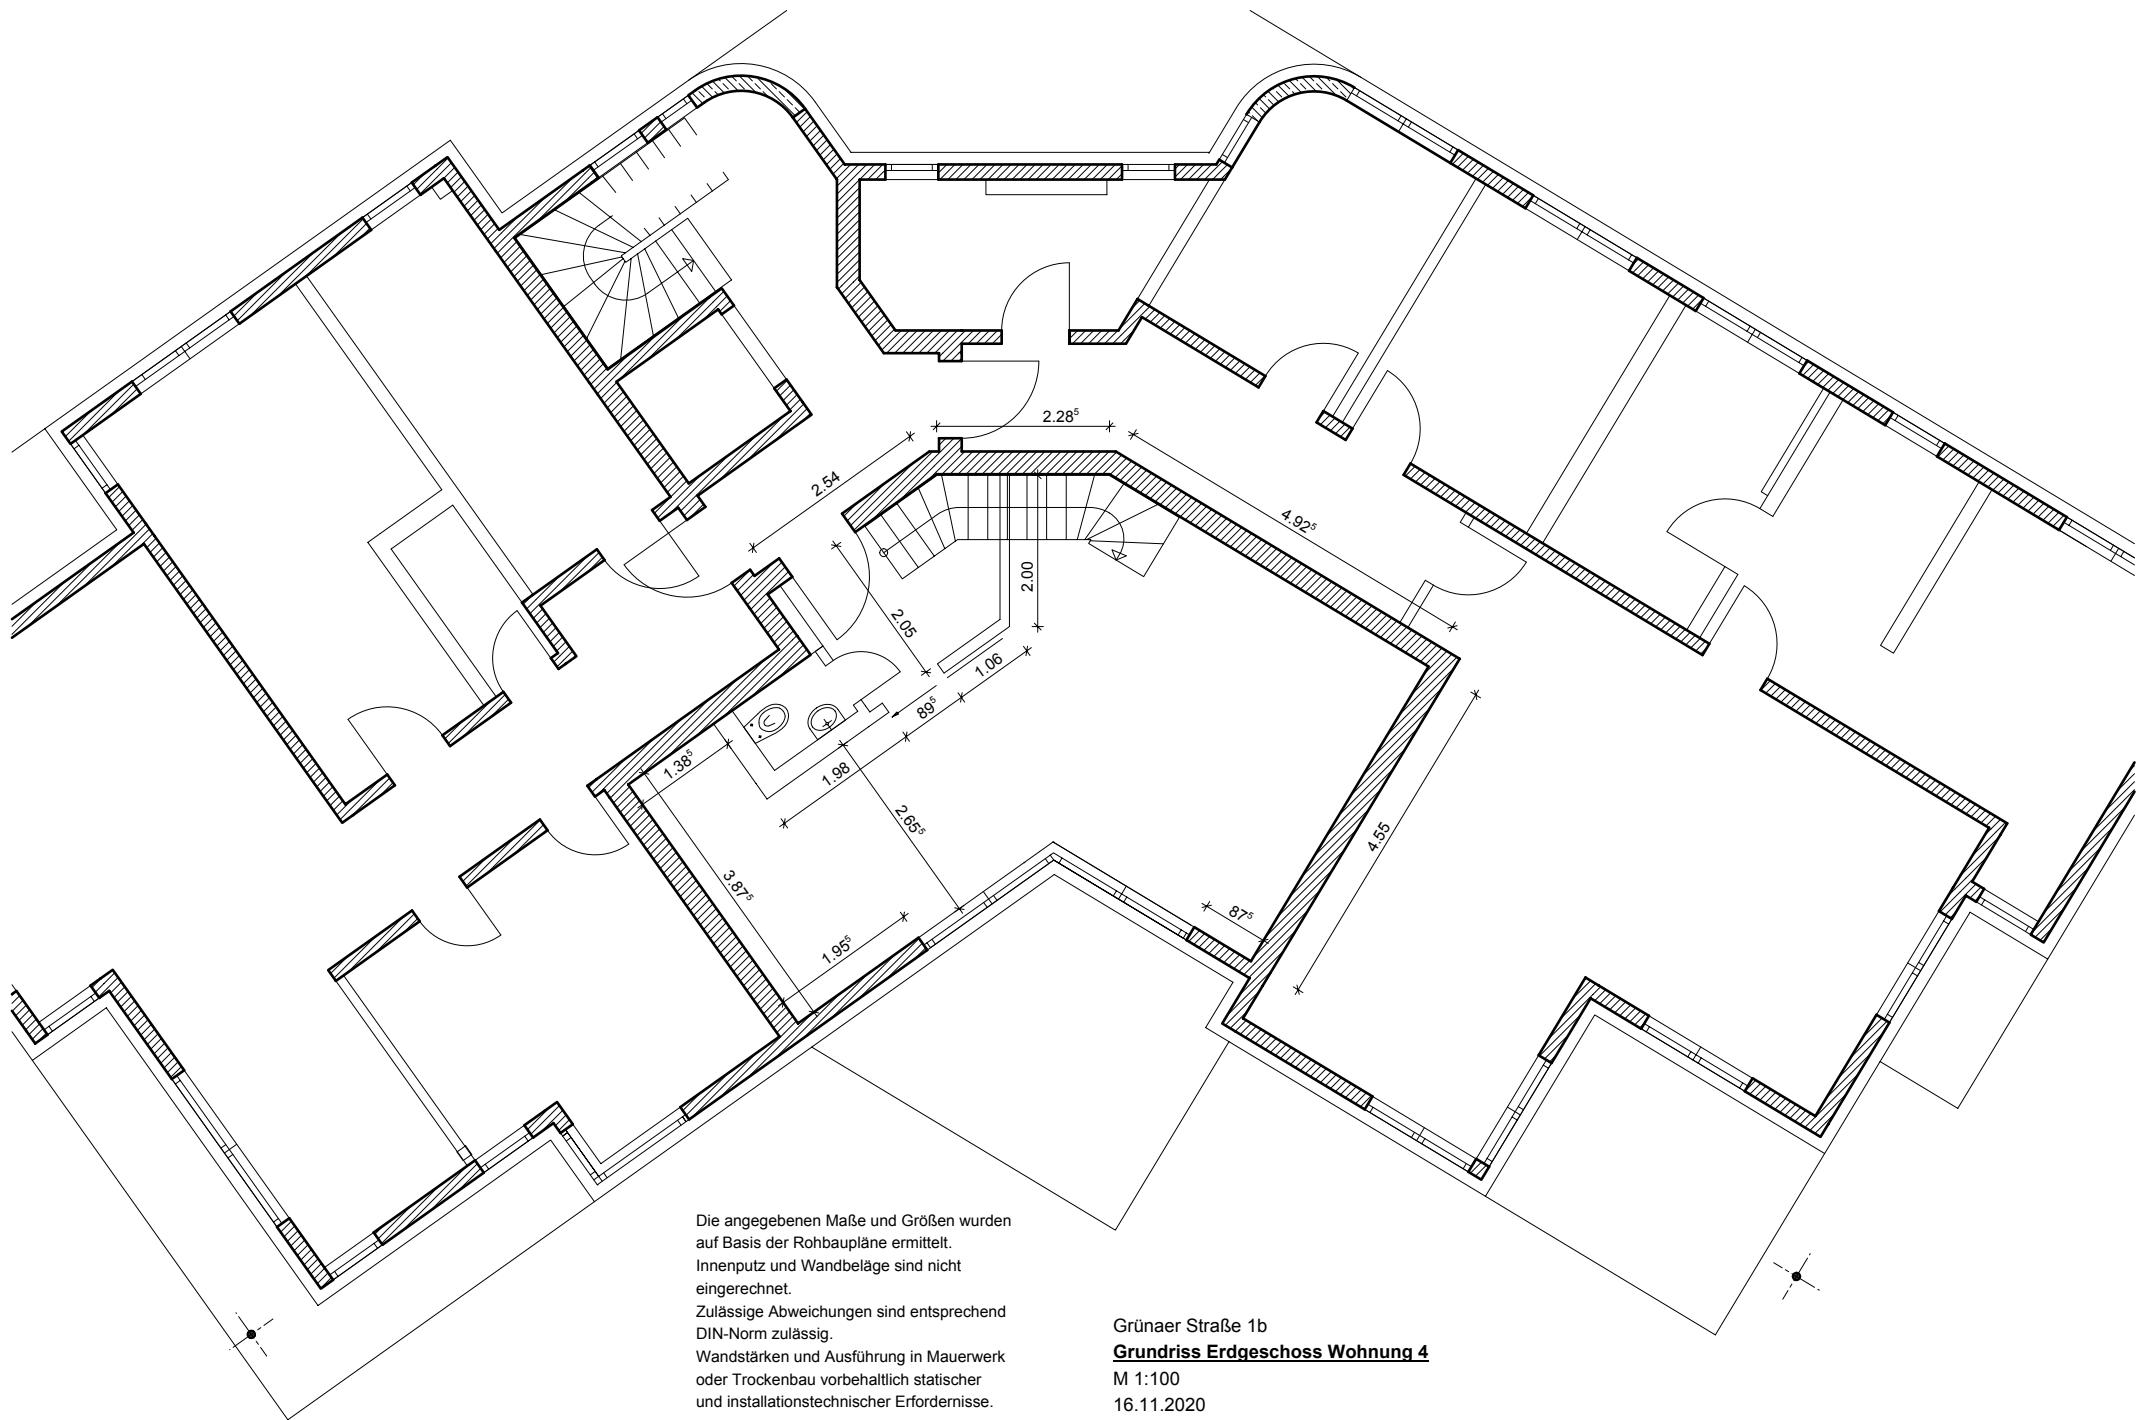 2.28⁵
2.54
4.92⁵
2.00
2.05
1.06
89⁵
1.38⁵
1.98
2.65⁵
4.55
3.87⁵
87⁵
1.95⁵
Die angegebenen Maße und Größen wurden
auf Basis der Rohbaupläne ermittelt.
Innenputz und Wandbeläge sind nicht
eingerechnet.
Zulässige Abweichungen sind entsprechend
DIN-Norm zulässig.
Wandstärken und Ausführung in Mauerwerk
oder Trockenbau vorbehaltlich statischer
und installationstechnischer Erfordernisse.
Grünaer Straße 1b
Grundriss Erdgeschoss Wohnung 4
M 1:100
16.11.2020